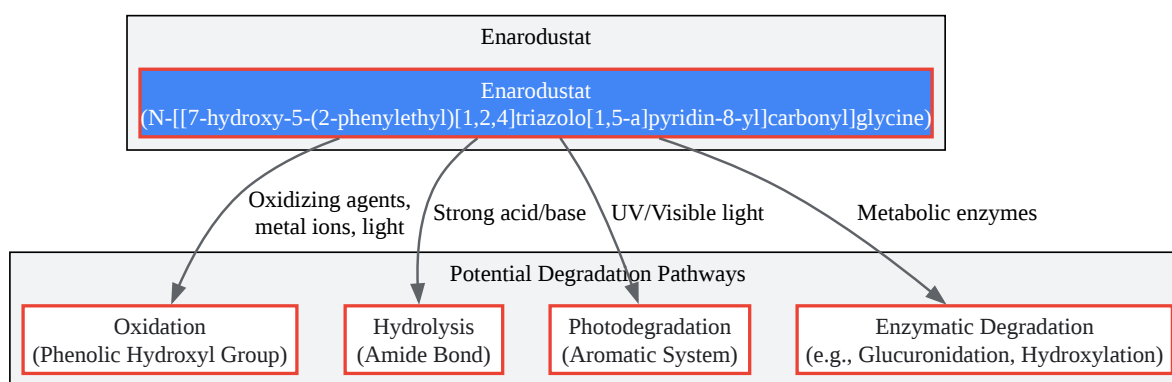 Enarodustat
Enarodustat
(N-[[7-hydroxy-5-(2-phenylethyl)[1,2,4]triazolo[1,5-a]pyridin-8-yl]carbonyl]glycine)
Oxidizing agents,
metal ions, light
Strong acid/base
UV/Visible light
Metabolic enzymes
Potential Degradation Pathways
Oxidation
(Phenolic Hydroxyl Group)
Hydrolysis
(Amide Bond)
Photodegradation
(Aromatic System)
Enzymatic Degradation
(e.g., Glucuronidation, Hydroxylation)